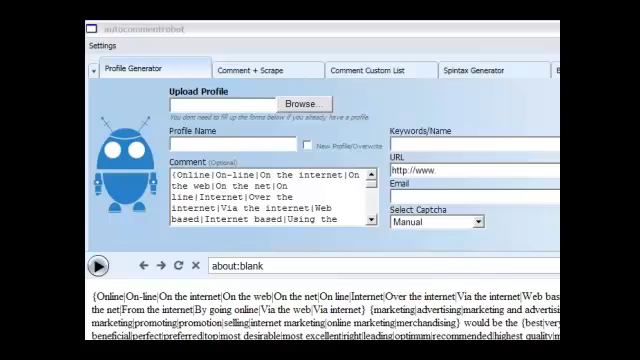 autocommentrobot
Settings
Profile Generator
Comment + Scrape
Comment Custom List
Spintax Generator
Upload Profile
Browse...
You dont need to fill up the forms below if you already have a profile.
Profile Name
New Profile/Overwrite
Keywords/Name
Comment (Optional)
{Online|On-line|On the internet|On
the web|On the net|On
line|Internet|Over the
internet|Via the internet|Web
based|Internet based|Using the
URL
http://www.
Email
Select Captcha
Manual
about:blank
{Online|On-line|On the internet|On the web|On the net|On line|Internet|Over the internet|Via the internet|Web bas
the net|From the internet|By going online|Via the web|Via internet} {marketing|advertising|marketing and advertisi
marketing|promoting|promotion|selling|internet marketing|online marketing|merchandising} would be the {best|very
beneficial|perfect|preferred|top|most desirable|most excellent|right|leading|optimum|recommended|highest quality|m